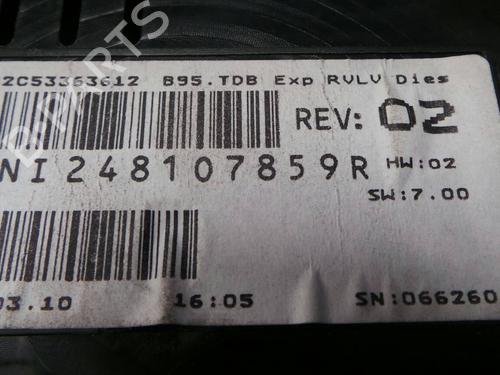 2C53363612 B95.TDB Exp RVLV Dies
REV: 02
NI248107859R
HW:02
SW:7.00
03.10 16:05 SN:066260
B-PARTS